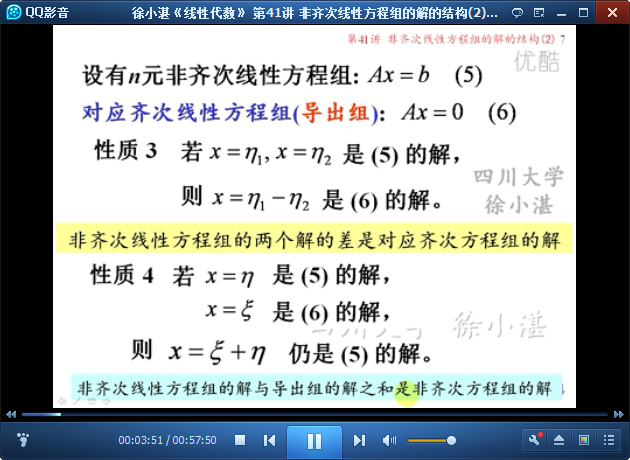 QQ影音
徐小湛《线性代数》 第41讲 非齐次线性方程组的解的结构(2)...
第41讲 非齐次线性方程组的解的结构(2) 7
优酷
设有n元非齐次线性方程组: Ax = b (5)
对应齐次线性方程组(导出组): Ax = 0 (6)
性质 3 若 x = η₁, x = η₂ 是 (5) 的解,
四川大学
则 x = η₁ − η₂ 是 (6) 的解。
徐小湛
非齐次线性方程组的两个解的差是对应齐次方程组的解
性质 4 若 x = η 是 (5) 的解,
x = ξ 是 (6) 的解,
四川大学 徐小湛
则 x = ξ + η 仍是 (5) 的解。
非齐次线性方程组的解与导出组的解之和是非齐次方程组的解
00:03:51 / 00:57:50